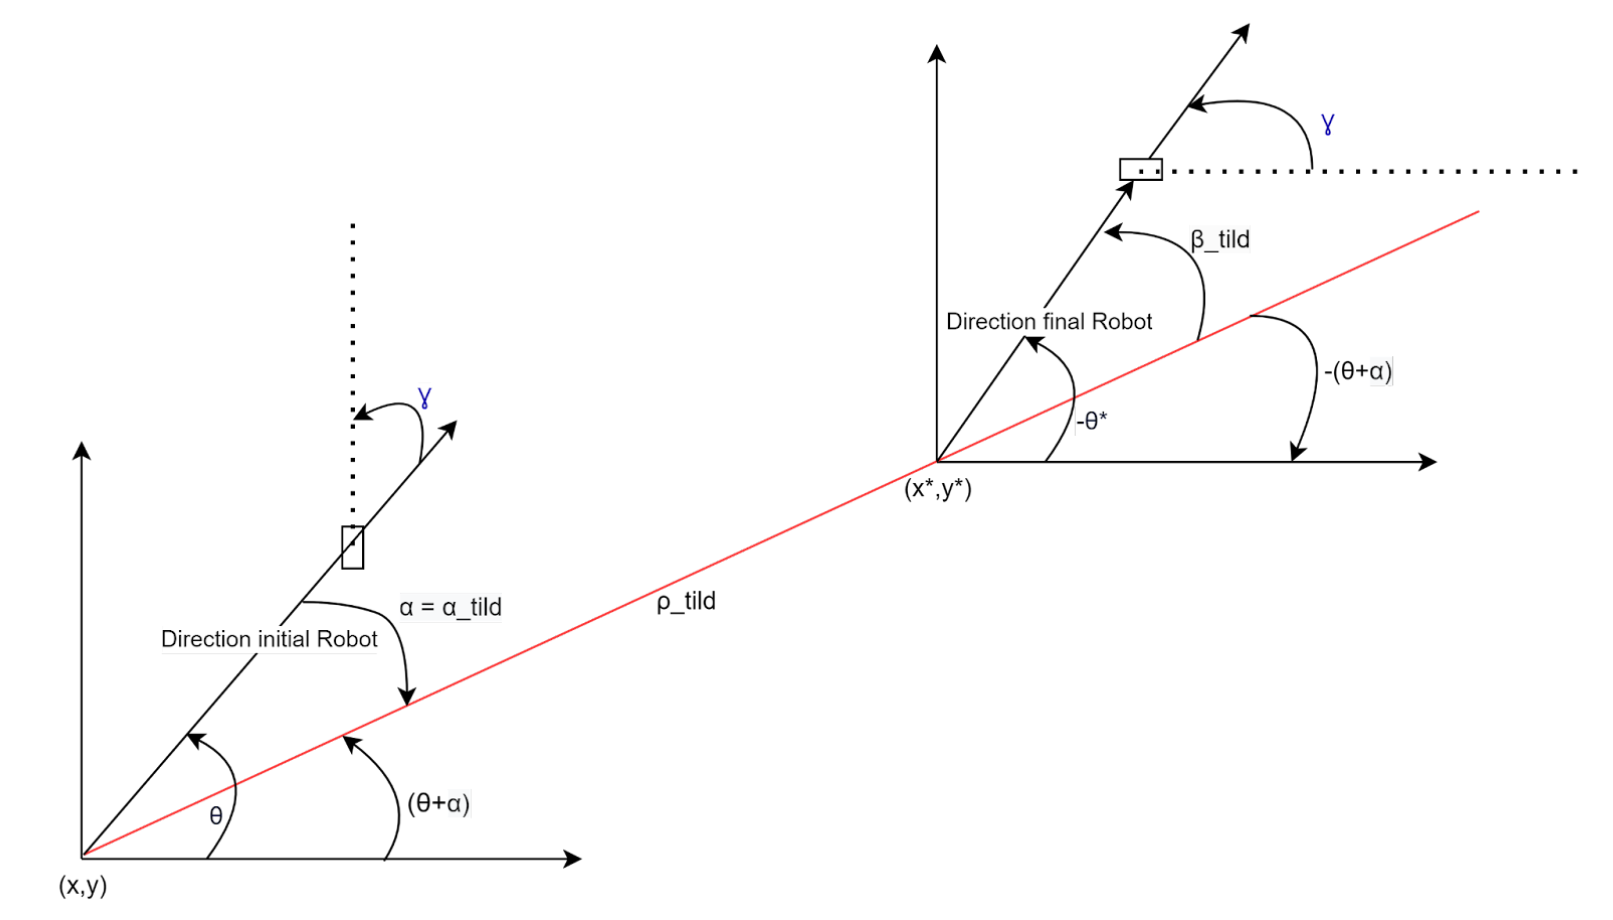 γ
β_tild
Direction final Robot
-(θ+α)
-θ*
(x*,y*)
γ
α = α_tild
ρ_tild
Direction initial Robot
θ
(θ+α)
(x,y)